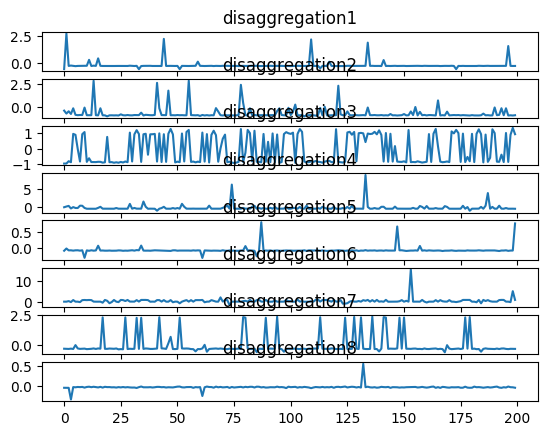 disaggregation1
2.5
0.0
disaggregation2
2.5
0.0
disaggregation3
1
0
−1
disaggregation4
5
0
disaggregation5
0.5
0.0
disaggregation6
10
0
disaggregation7
2.5
0.0
disaggregation8
0.5
0.0
0 25 50 75 100 125 150 175 200